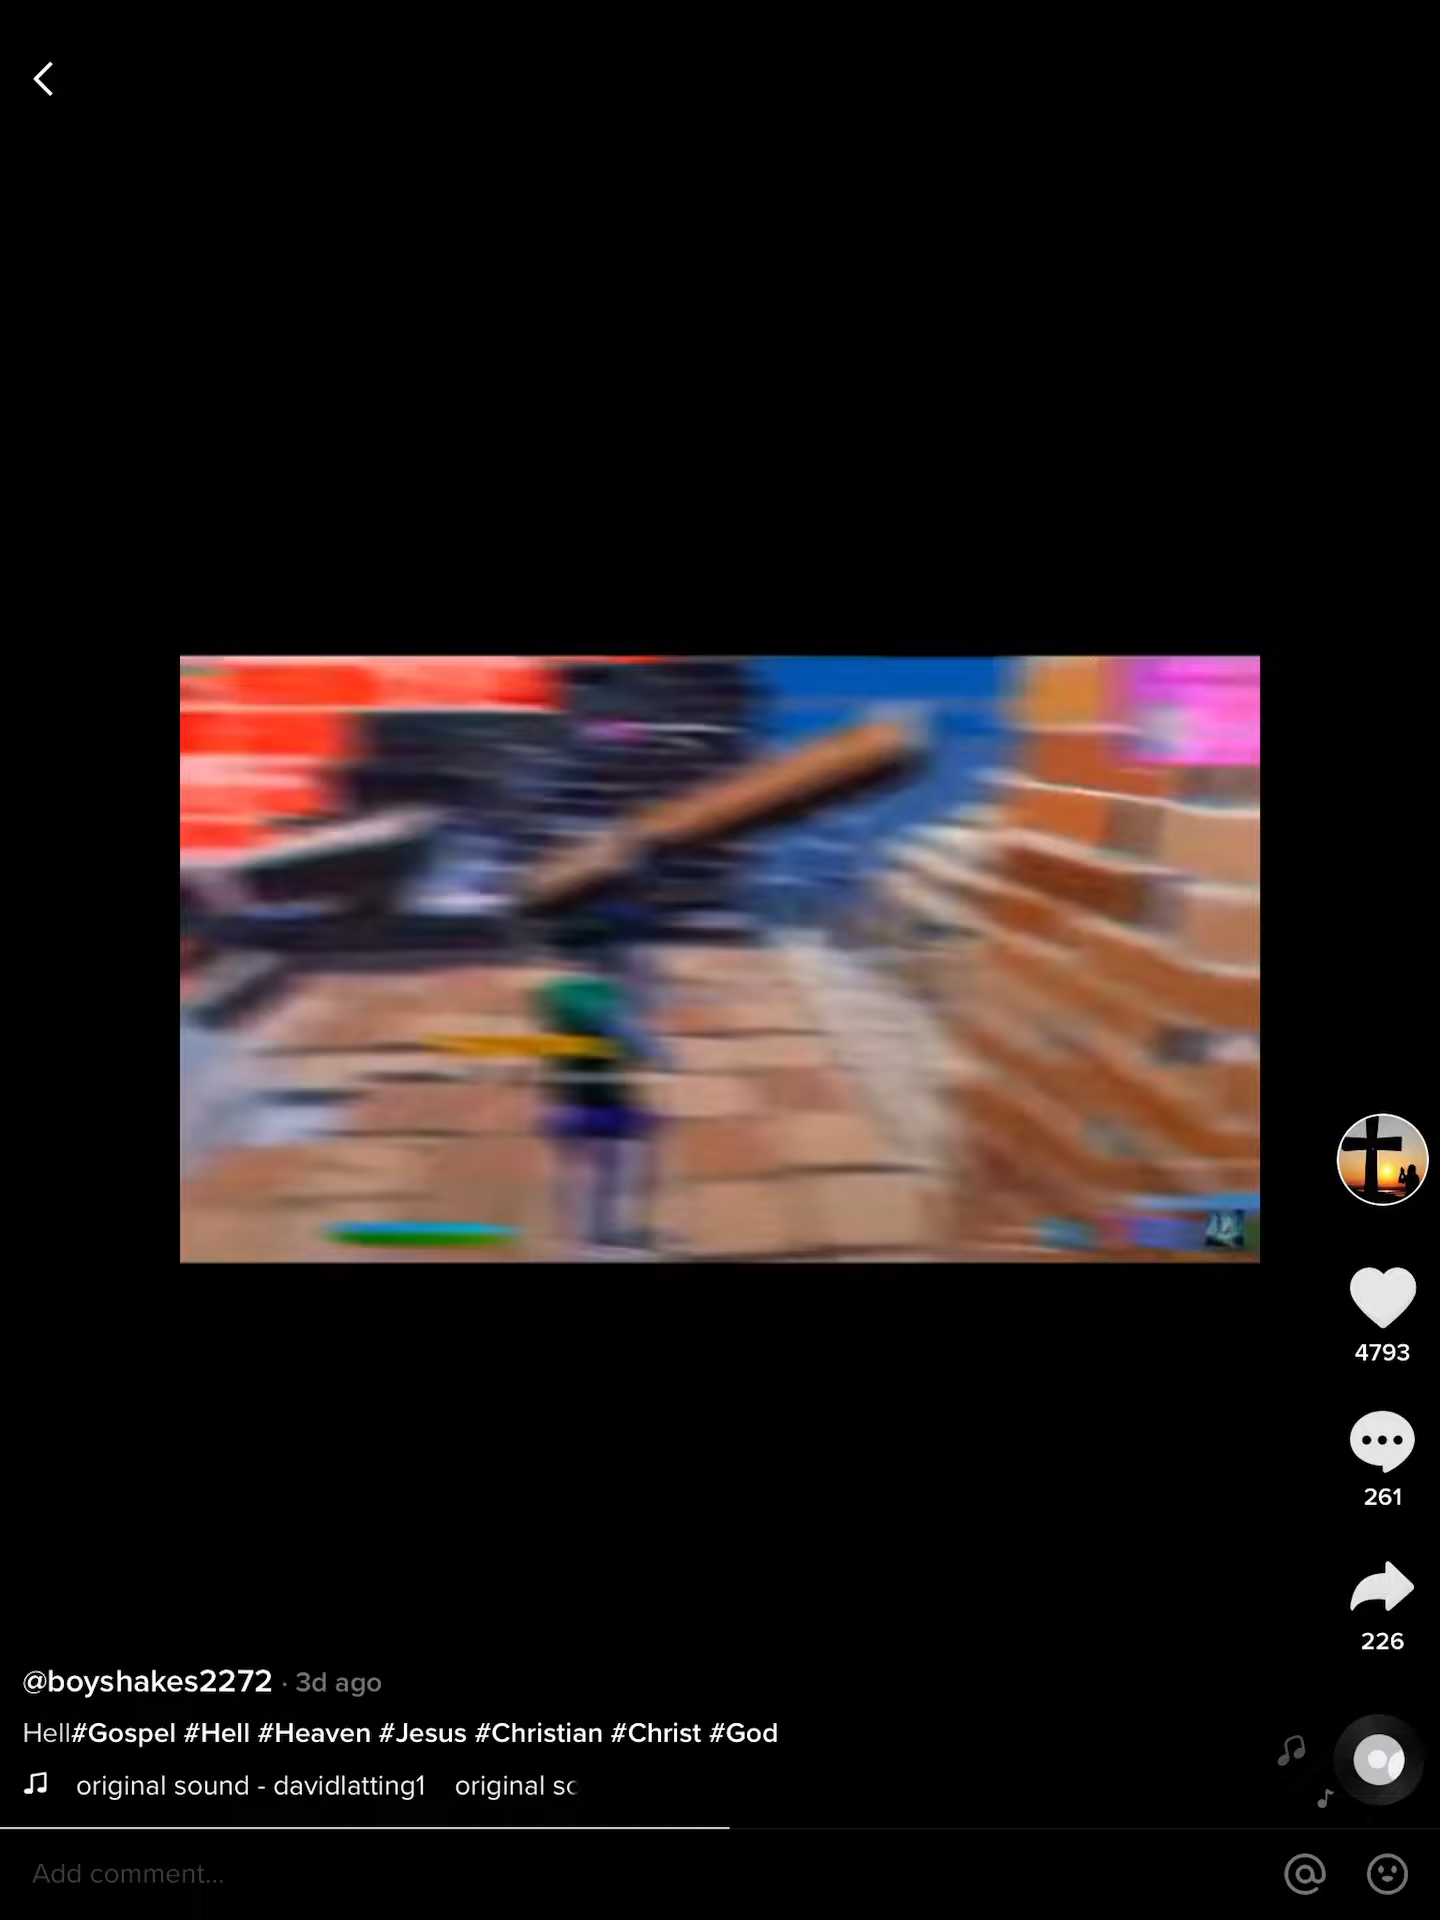 4793
261
226
@boyshakes2272 · 3d ago
Hell#Gospel #Hell #Heaven #Jesus #Christian #Christ #God
original sound - davidlatting1 original sc
Add comment...